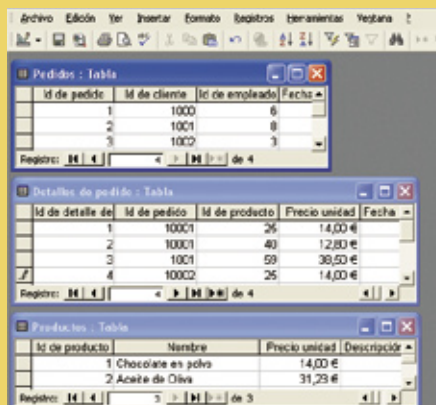 Archivo Edición Ver Insertar Formato Registros Herramientas Ventana ?
Pedidos : Tabla
Id de pedido Id de cliente Id de empleado Fecha
1 1000 6
2 1001 8
3 1002 3
Registro: 4 de 4
Detalles de pedido : Tabla
Id de detalle de Id de pedido Id de producto Precio unidad Fecha
1 10001 25 14,00 €
2 10001 40 12,80 €
3 1001 59 38,50 €
4 10002 25 14,00 €
Registro: 4 de 4
Productos : Tabla
Id de producto Nombre Precio unidad Descripción
1 Chocolate en polvo 14,00 €
2 Aceite de Oliva 31,23 €
Registro: 3 de 3